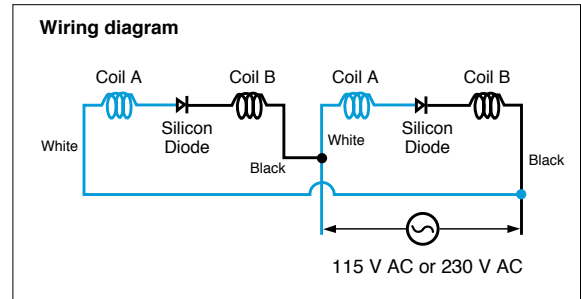 Wiring diagram
Coil A
Coil B
Coil A
Coil B
Silicon
Diode
Silicon
Diode
White
Black
White
Black
115 V AC or 230 V AC